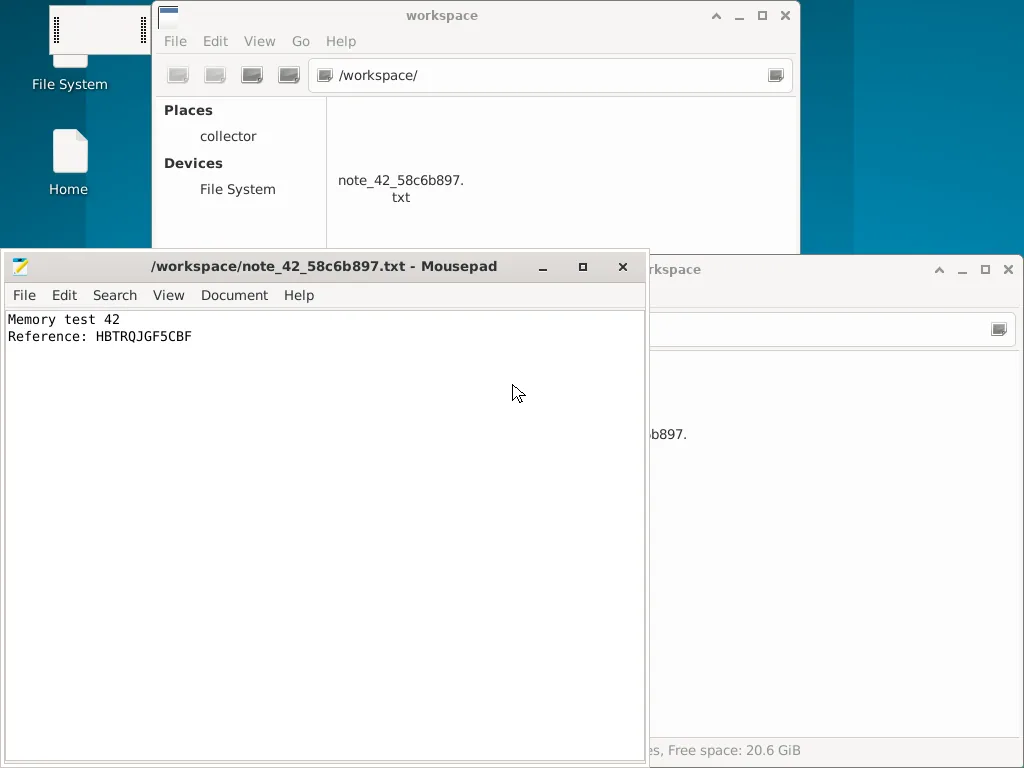 File System
Home
workspace
File Edit View Go Help
/workspace/
Places
collector
Devices
File System
note_42_58c6b897.
txt
/workspace/note_42_58c6b897.txt - Mousepad
File Edit Search View Document Help
Memory test 42
Reference: HBTRQJGF5CBF
rkspace
b897.
es, Free space: 20.6 GiB